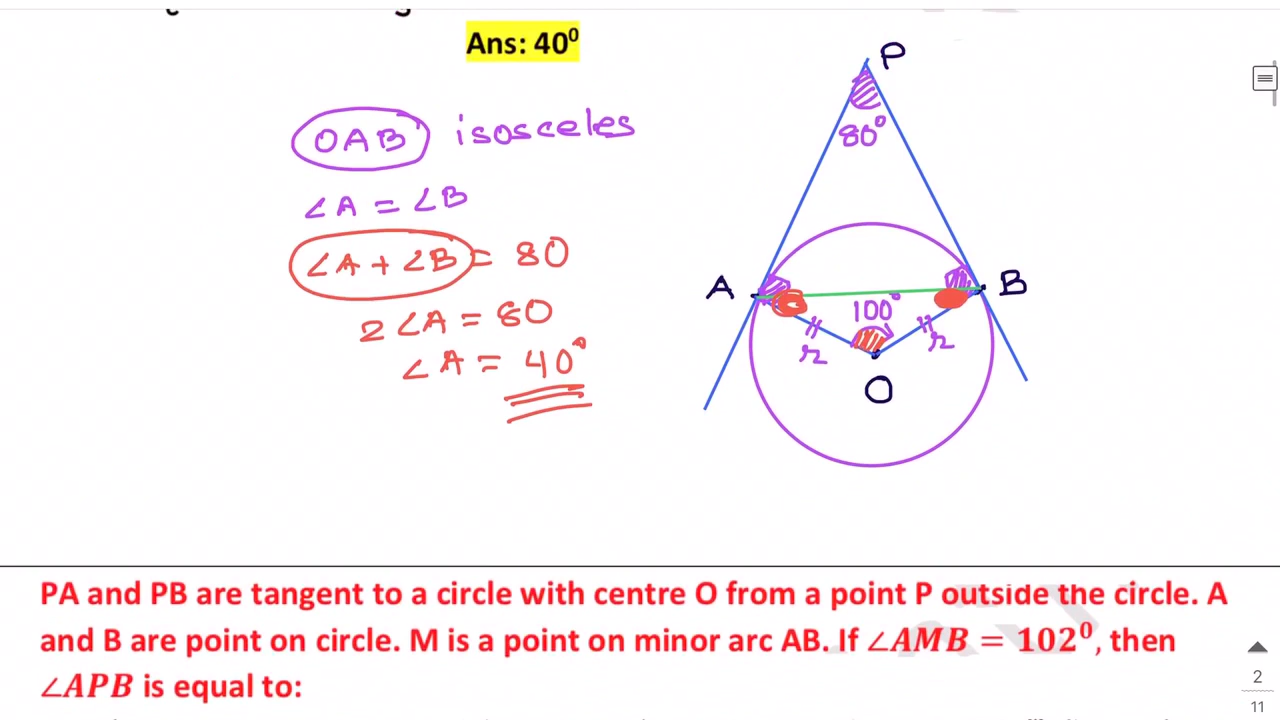 Ans: 40⁰
OAB isosceles
∠A = ∠B
∠A + ∠B = 80
2 ∠A = 80
∠A = 40°
P
80°
A
B
100°
r
r
O
PA and PB are tangent to a circle with centre O from a point P outside the circle. A
and B are point on circle. M is a point on minor arc AB. If ∠AMB = 102⁰, then
∠APB is equal to:
2
11